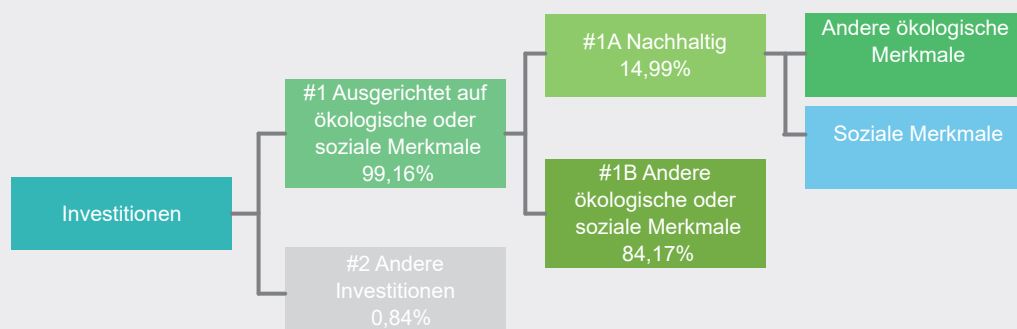 Investitionen
#1 Ausgerichtet auf
ökologische oder
soziale Merkmale
99,16%
#2 Andere
Investitionen
0,84%
#1A Nachhaltig
14,99%
#1B Andere
ökologische oder
soziale Merkmale
84,17%
Andere ökologische
Merkmale
Soziale Merkmale